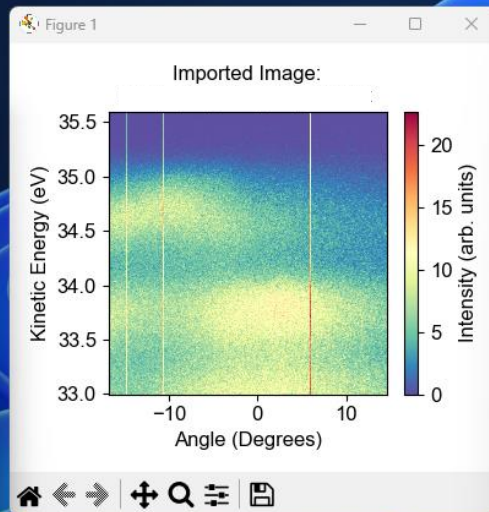 Figure 1
Imported Image:
35.5
35.0
34.5
34.0
33.5
33.0
Kinetic Energy (eV)
−10
0
10
Angle (Degrees)
20
15
10
5
0
Intensity (arb. units)